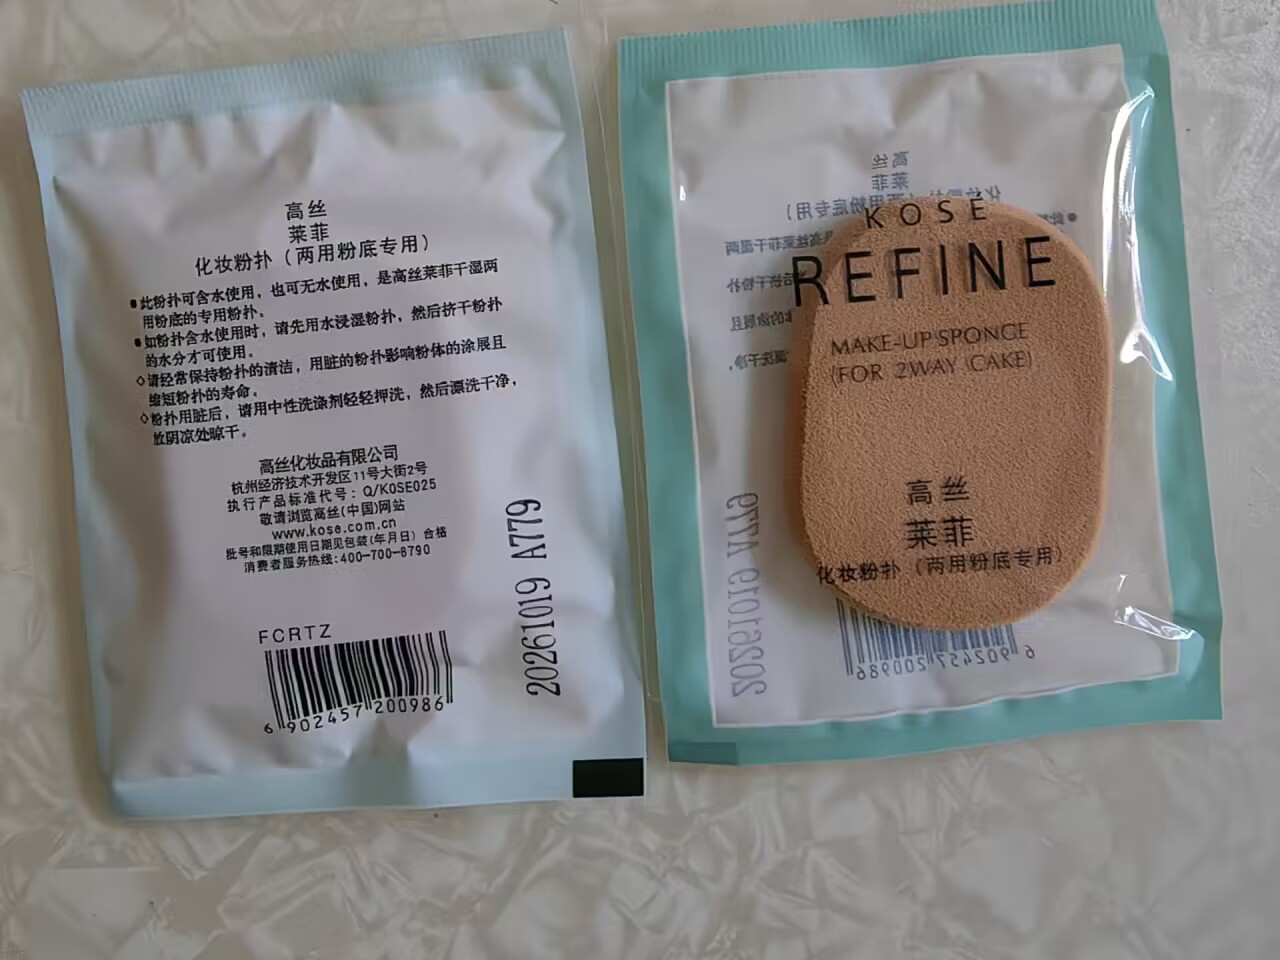 高丝
莱菲
化妆粉扑（两用粉底专用）
●此粉扑可含水使用，也可无水使用，是高丝莱菲干湿两
用粉底的专用粉扑。
●如粉扑含水使用时，请先用水浸湿粉扑，然后挤干粉扑
的水分才可使用。
◇请经常保持粉扑的清洁，用脏的粉扑影响粉体的涂展且
缩短粉扑的寿命。
◇粉扑用脏后，请用中性洗涤剂轻轻押洗，然后漂洗干净，
放阴凉处晾干。
高丝化妆品有限公司
杭州经济技术开发区11号大街2号
执行产品标准代号：Q/KOSE025
敬请浏览高丝(中国)网站
www.kose.com.cn
批号和限期使用日期见包装(年月日) 合格
消费者服务热线:400-700-8790
FCRTZ
6 902457 200986
20261019 A779
KOSÉ
REFINE
MAKE-UP SPONGE
(FOR 2WAY CAKE)
高丝
莱菲
化妆粉扑（两用粉底专用）